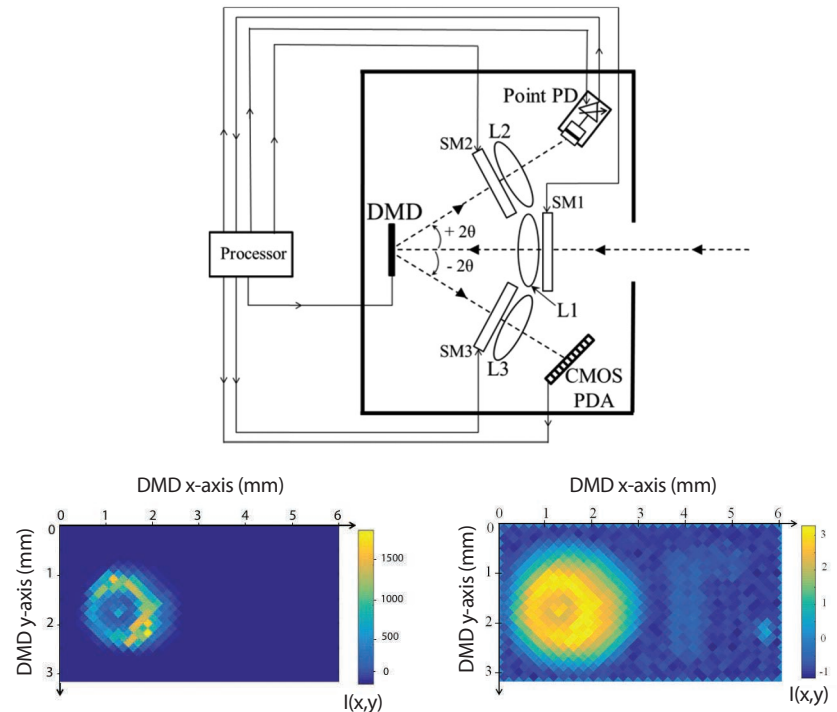 Point PD
L2
SM2
SM1
DMD
+ 2θ
Processor
- 2θ
L1
SM3
L3
CMOS
PDA
DMD x-axis (mm)
0 1 2 3 4 5 6
DMD y-axis (mm)
0
1
2
3
1500
1000
500
0
I(x,y)
DMD x-axis (mm)
0 1 2 3 4 5 6
DMD y-axis (mm)
0
1
2
3
3
2
1
0
-1
I(x,y)